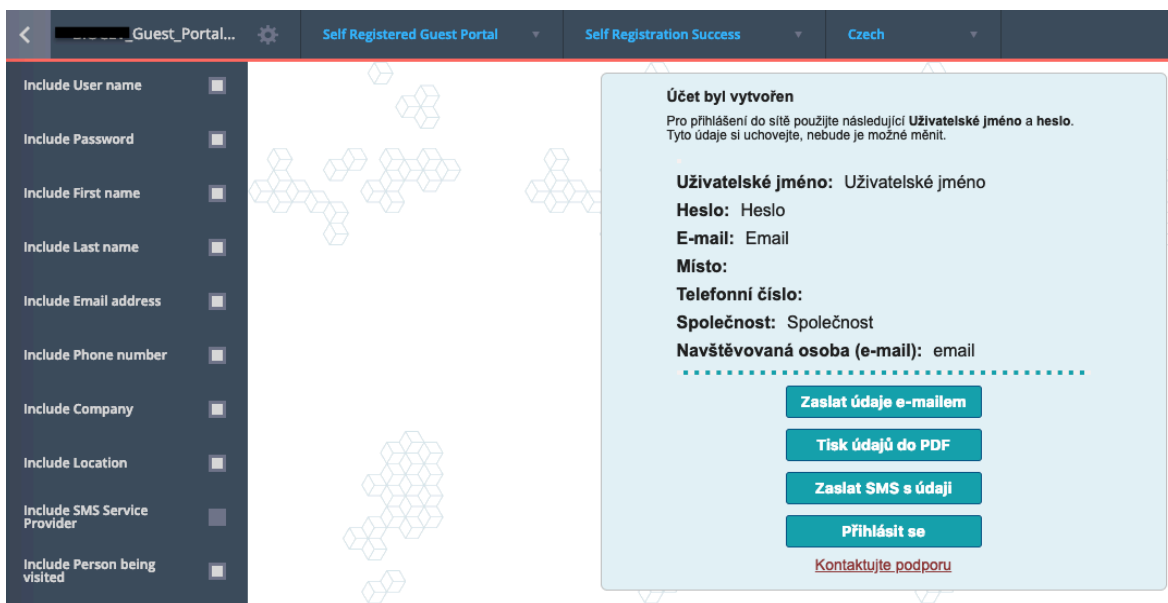 _Guest_Portal...
Self Registered Guest Portal
Self Registration Success
Czech
Include User name
Include Password
Include First name
Include Last name
Include Email address
Include Phone number
Include Company
Include Location
Include SMS Service
Provider
Include Person being
visited
Účet byl vytvořen
Pro přihlášení do sítě použijte následující Uživatelské jméno a heslo.
Tyto údaje si uchovejte, nebude je možné měnit.
Uživatelské jméno: Uživatelské jméno
Heslo: Heslo
E-mail: Email
Místo:
Telefonní číslo:
Společnost: Společnost
Navštěvovaná osoba (e-mail): email
Zaslat údaje e-mailem
Tisk údajů do PDF
Zaslat SMS s údaji
Přihlásit se
Kontaktujte podporu